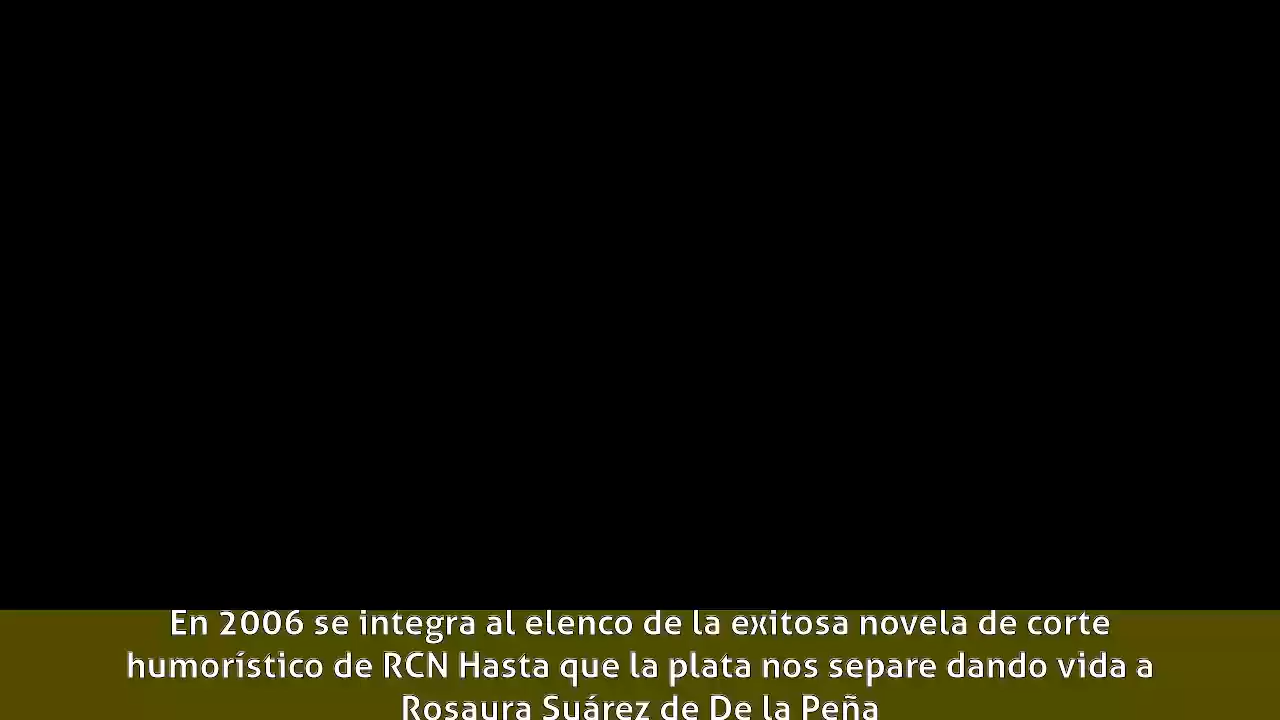 En 2006 se integra al elenco de la exitosa novela de corte
humorístico de RCN Hasta que la plata nos separe dando vida a
Rosaura Suárez de De la Peña